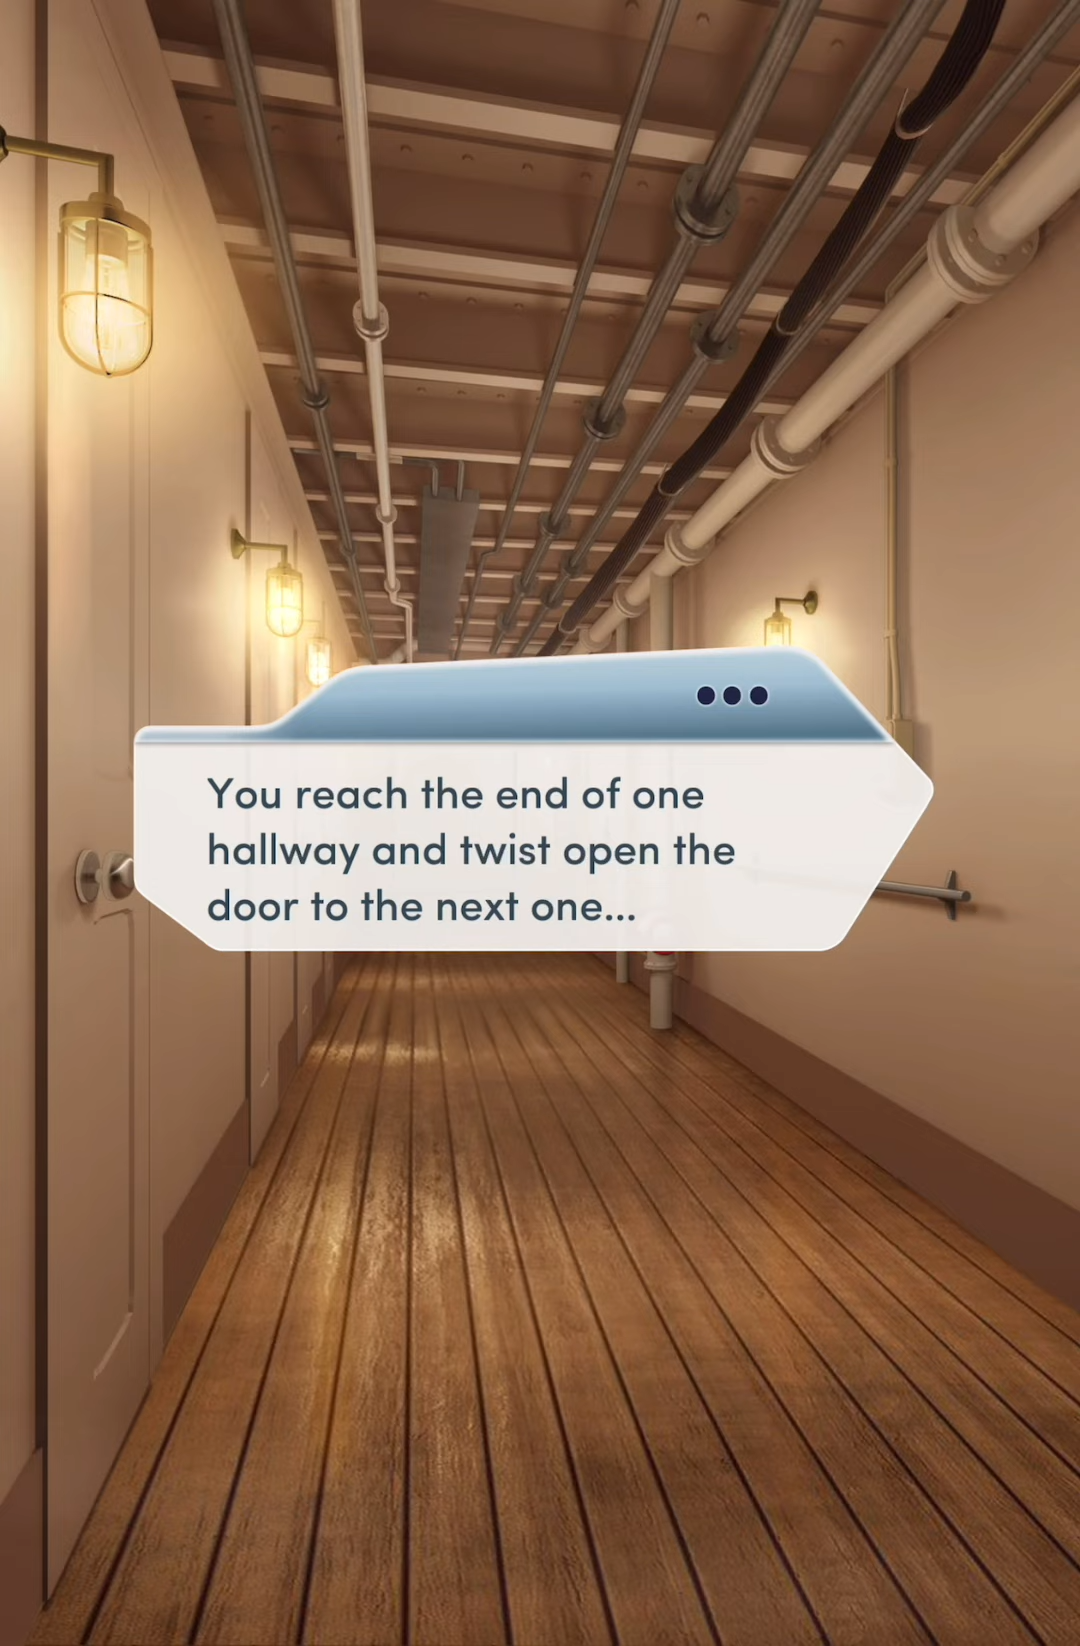 You reach the end of one
hallway and twist open the
door to the next one...